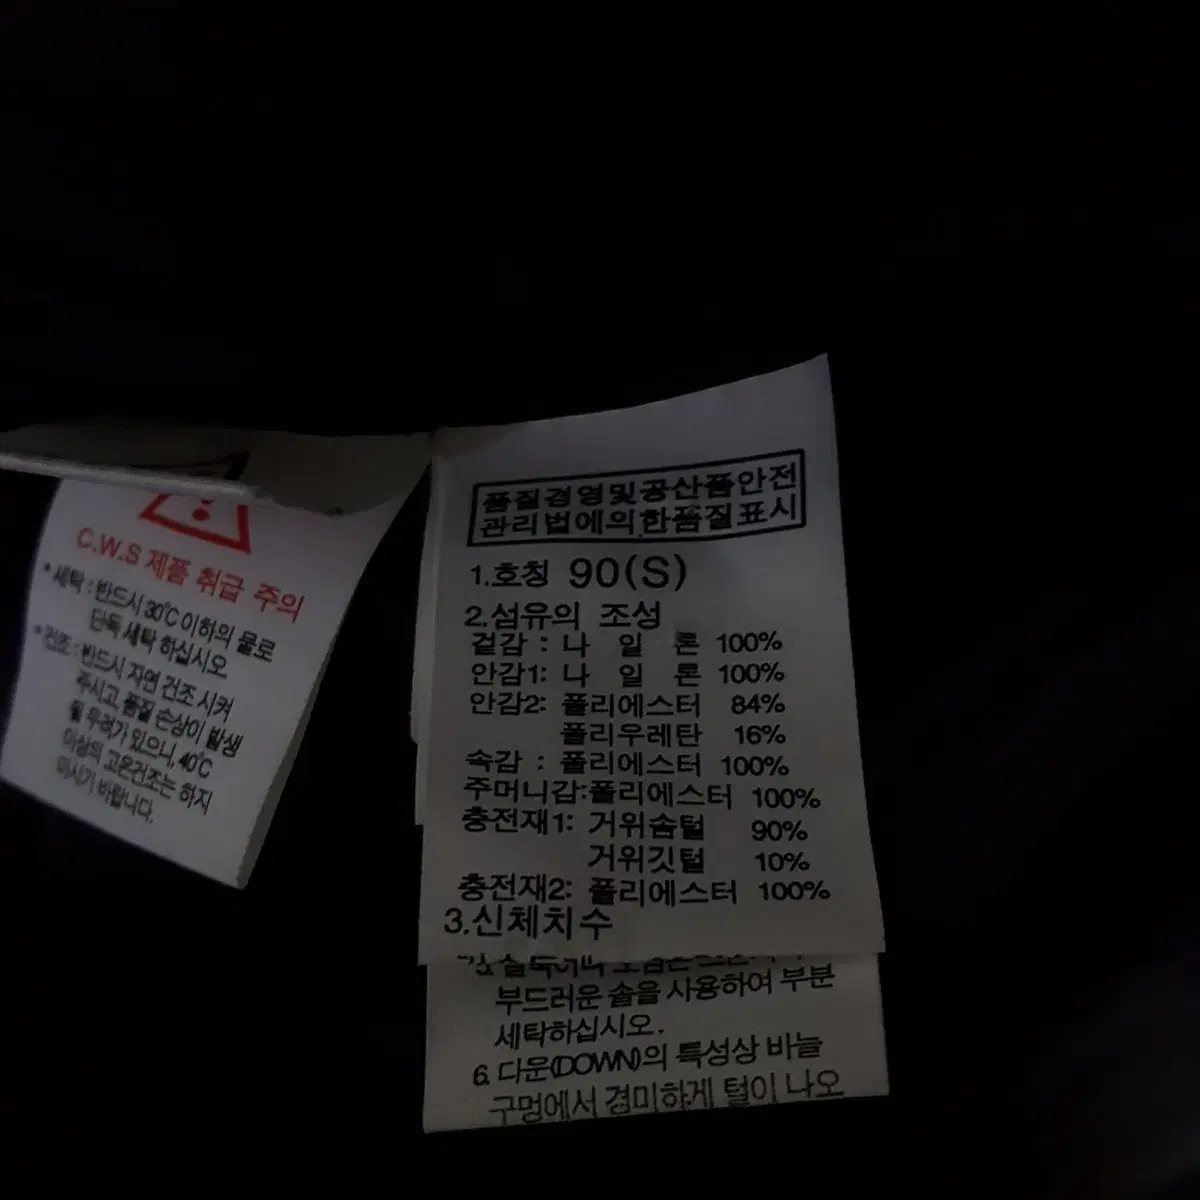 C.W.S 제품 취급 주의
* 세탁 : 반드시 30℃ 이하의 물로
단독 세탁 하십시오
* 건조 : 반드시 자연 건조 시켜
주시고, 품질 손상이 발생
될 우려가 있으니, 40℃
이상의 고온건조는 하지
마시기 바랍니다.
품질경영및공산품안전
관리법에의한품질표시
1.호칭 90(S)
2.섬유의 조성
겉감 : 나 일 론 100%
안감1: 나 일 론 100%
안감2: 폴리에스터 84%
폴리우레탄 16%
속감 : 폴리에스터 100%
주머니감:폴리에스터 100%
충전재1: 거위솜털 90%
거위깃털 10%
충전재2: 폴리에스터 100%
3.신체치수
부드러운 솔을 사용하여 부분
세탁하십시오.
6. 다운(DOWN)의 특성상 바늘
구멍에서 경미하게 털이 나오